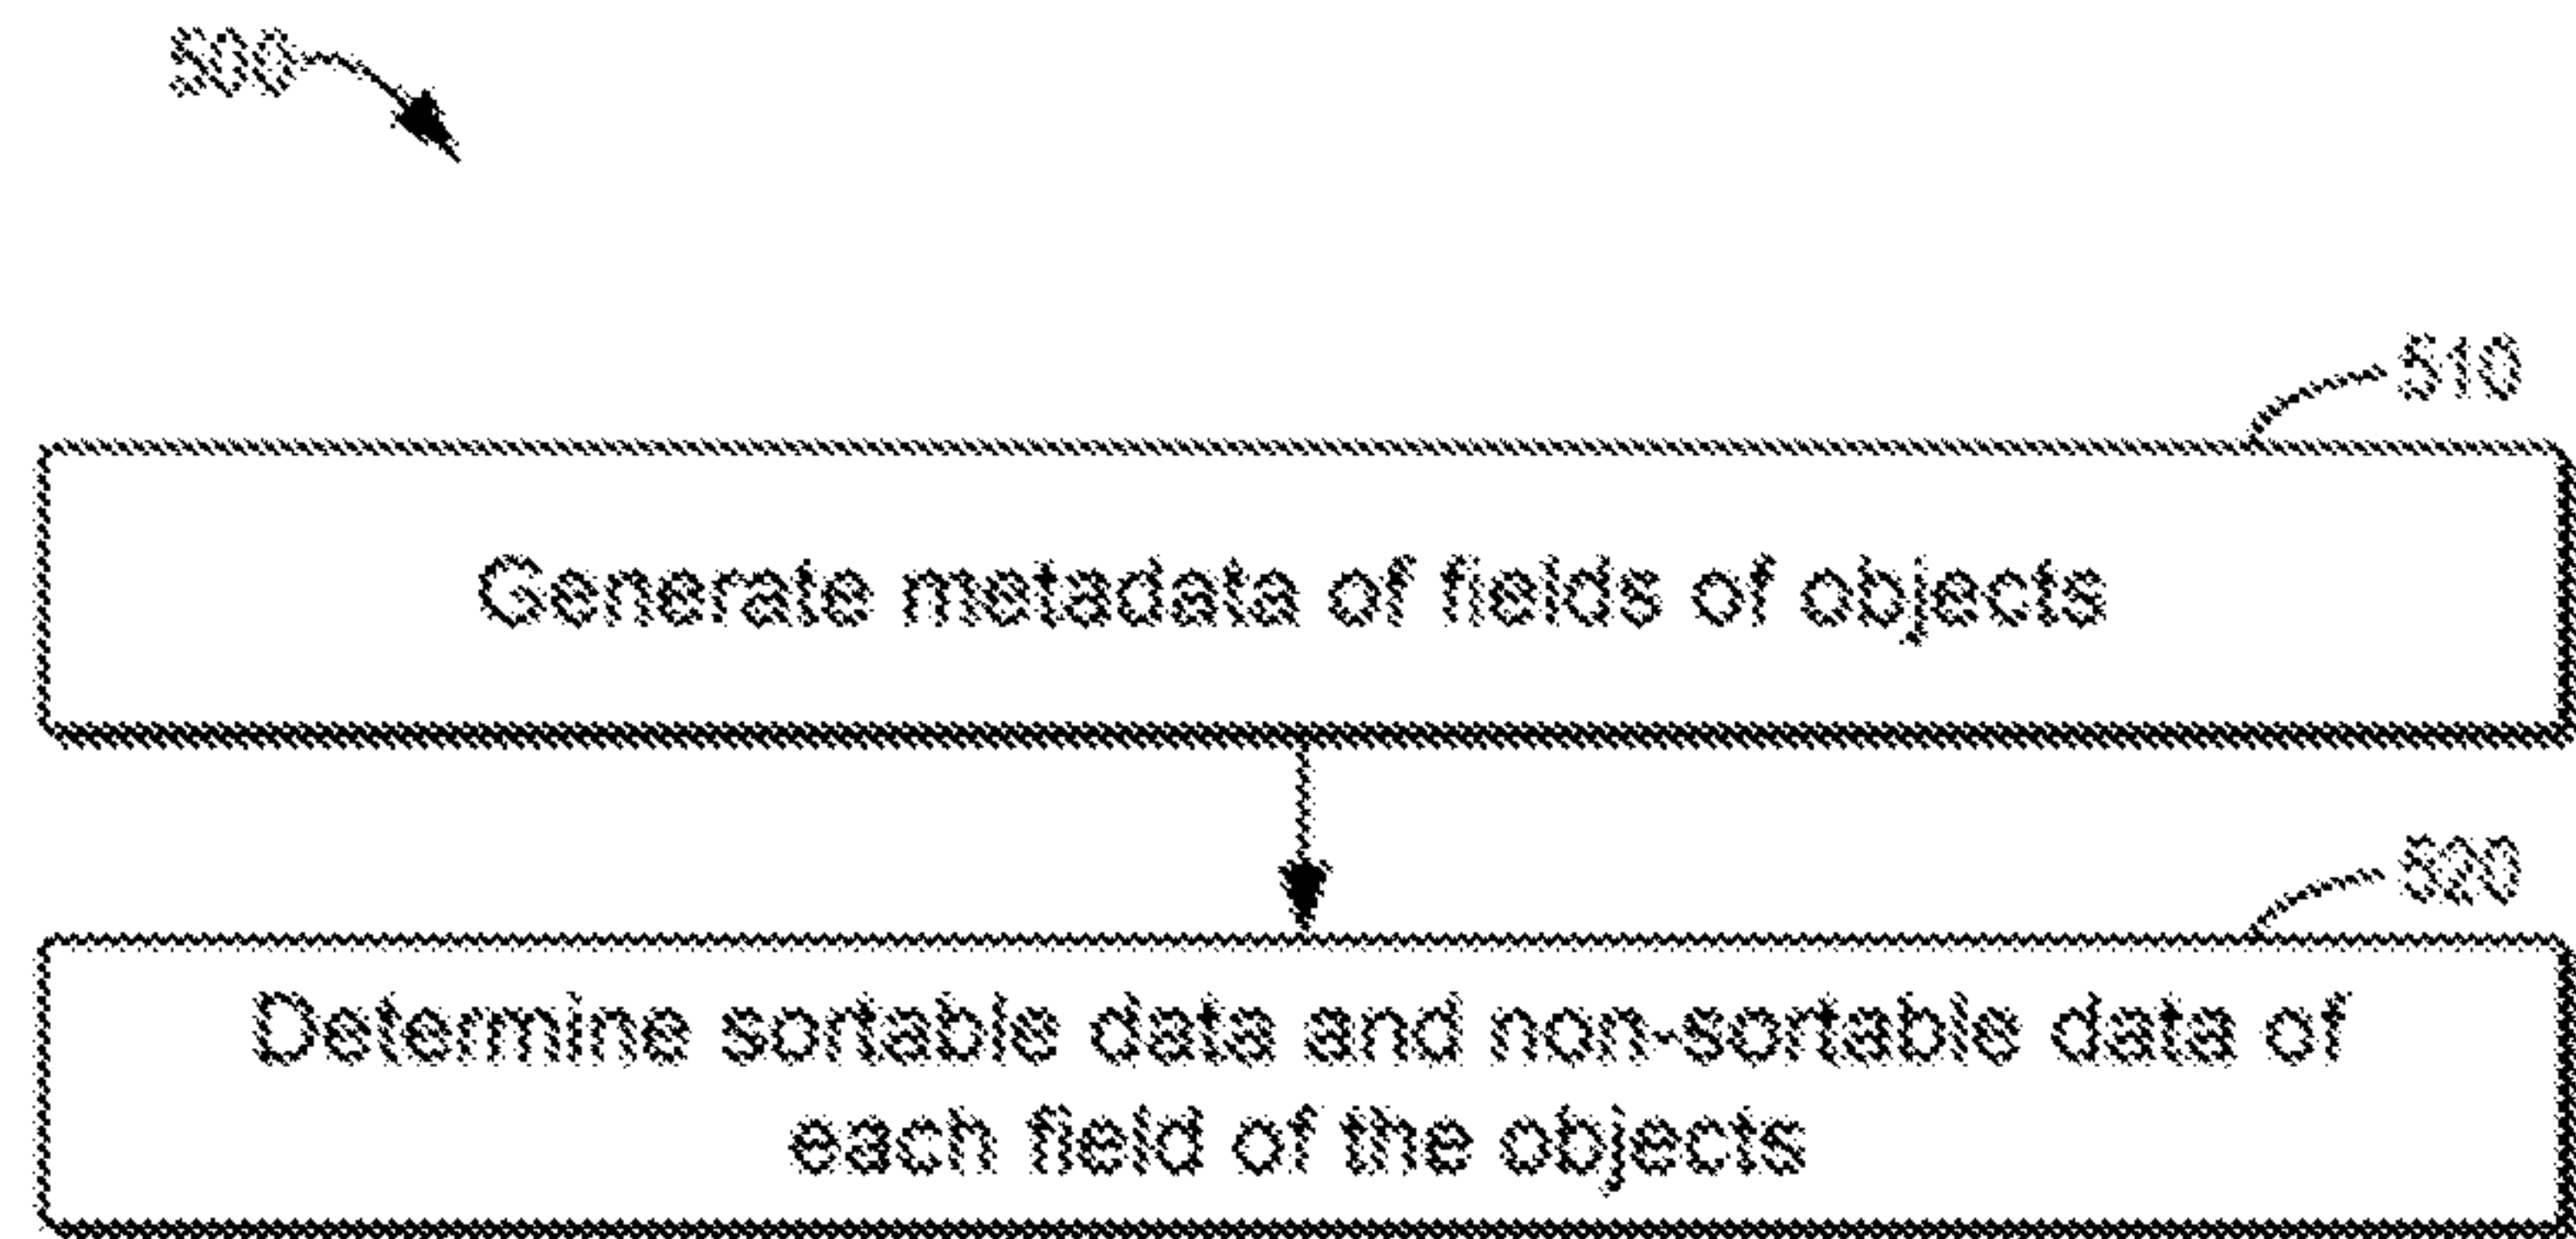 500
510
Generate metadata of fields of objects
520
Determine sortable data and non-sortable data of
each field of the objects